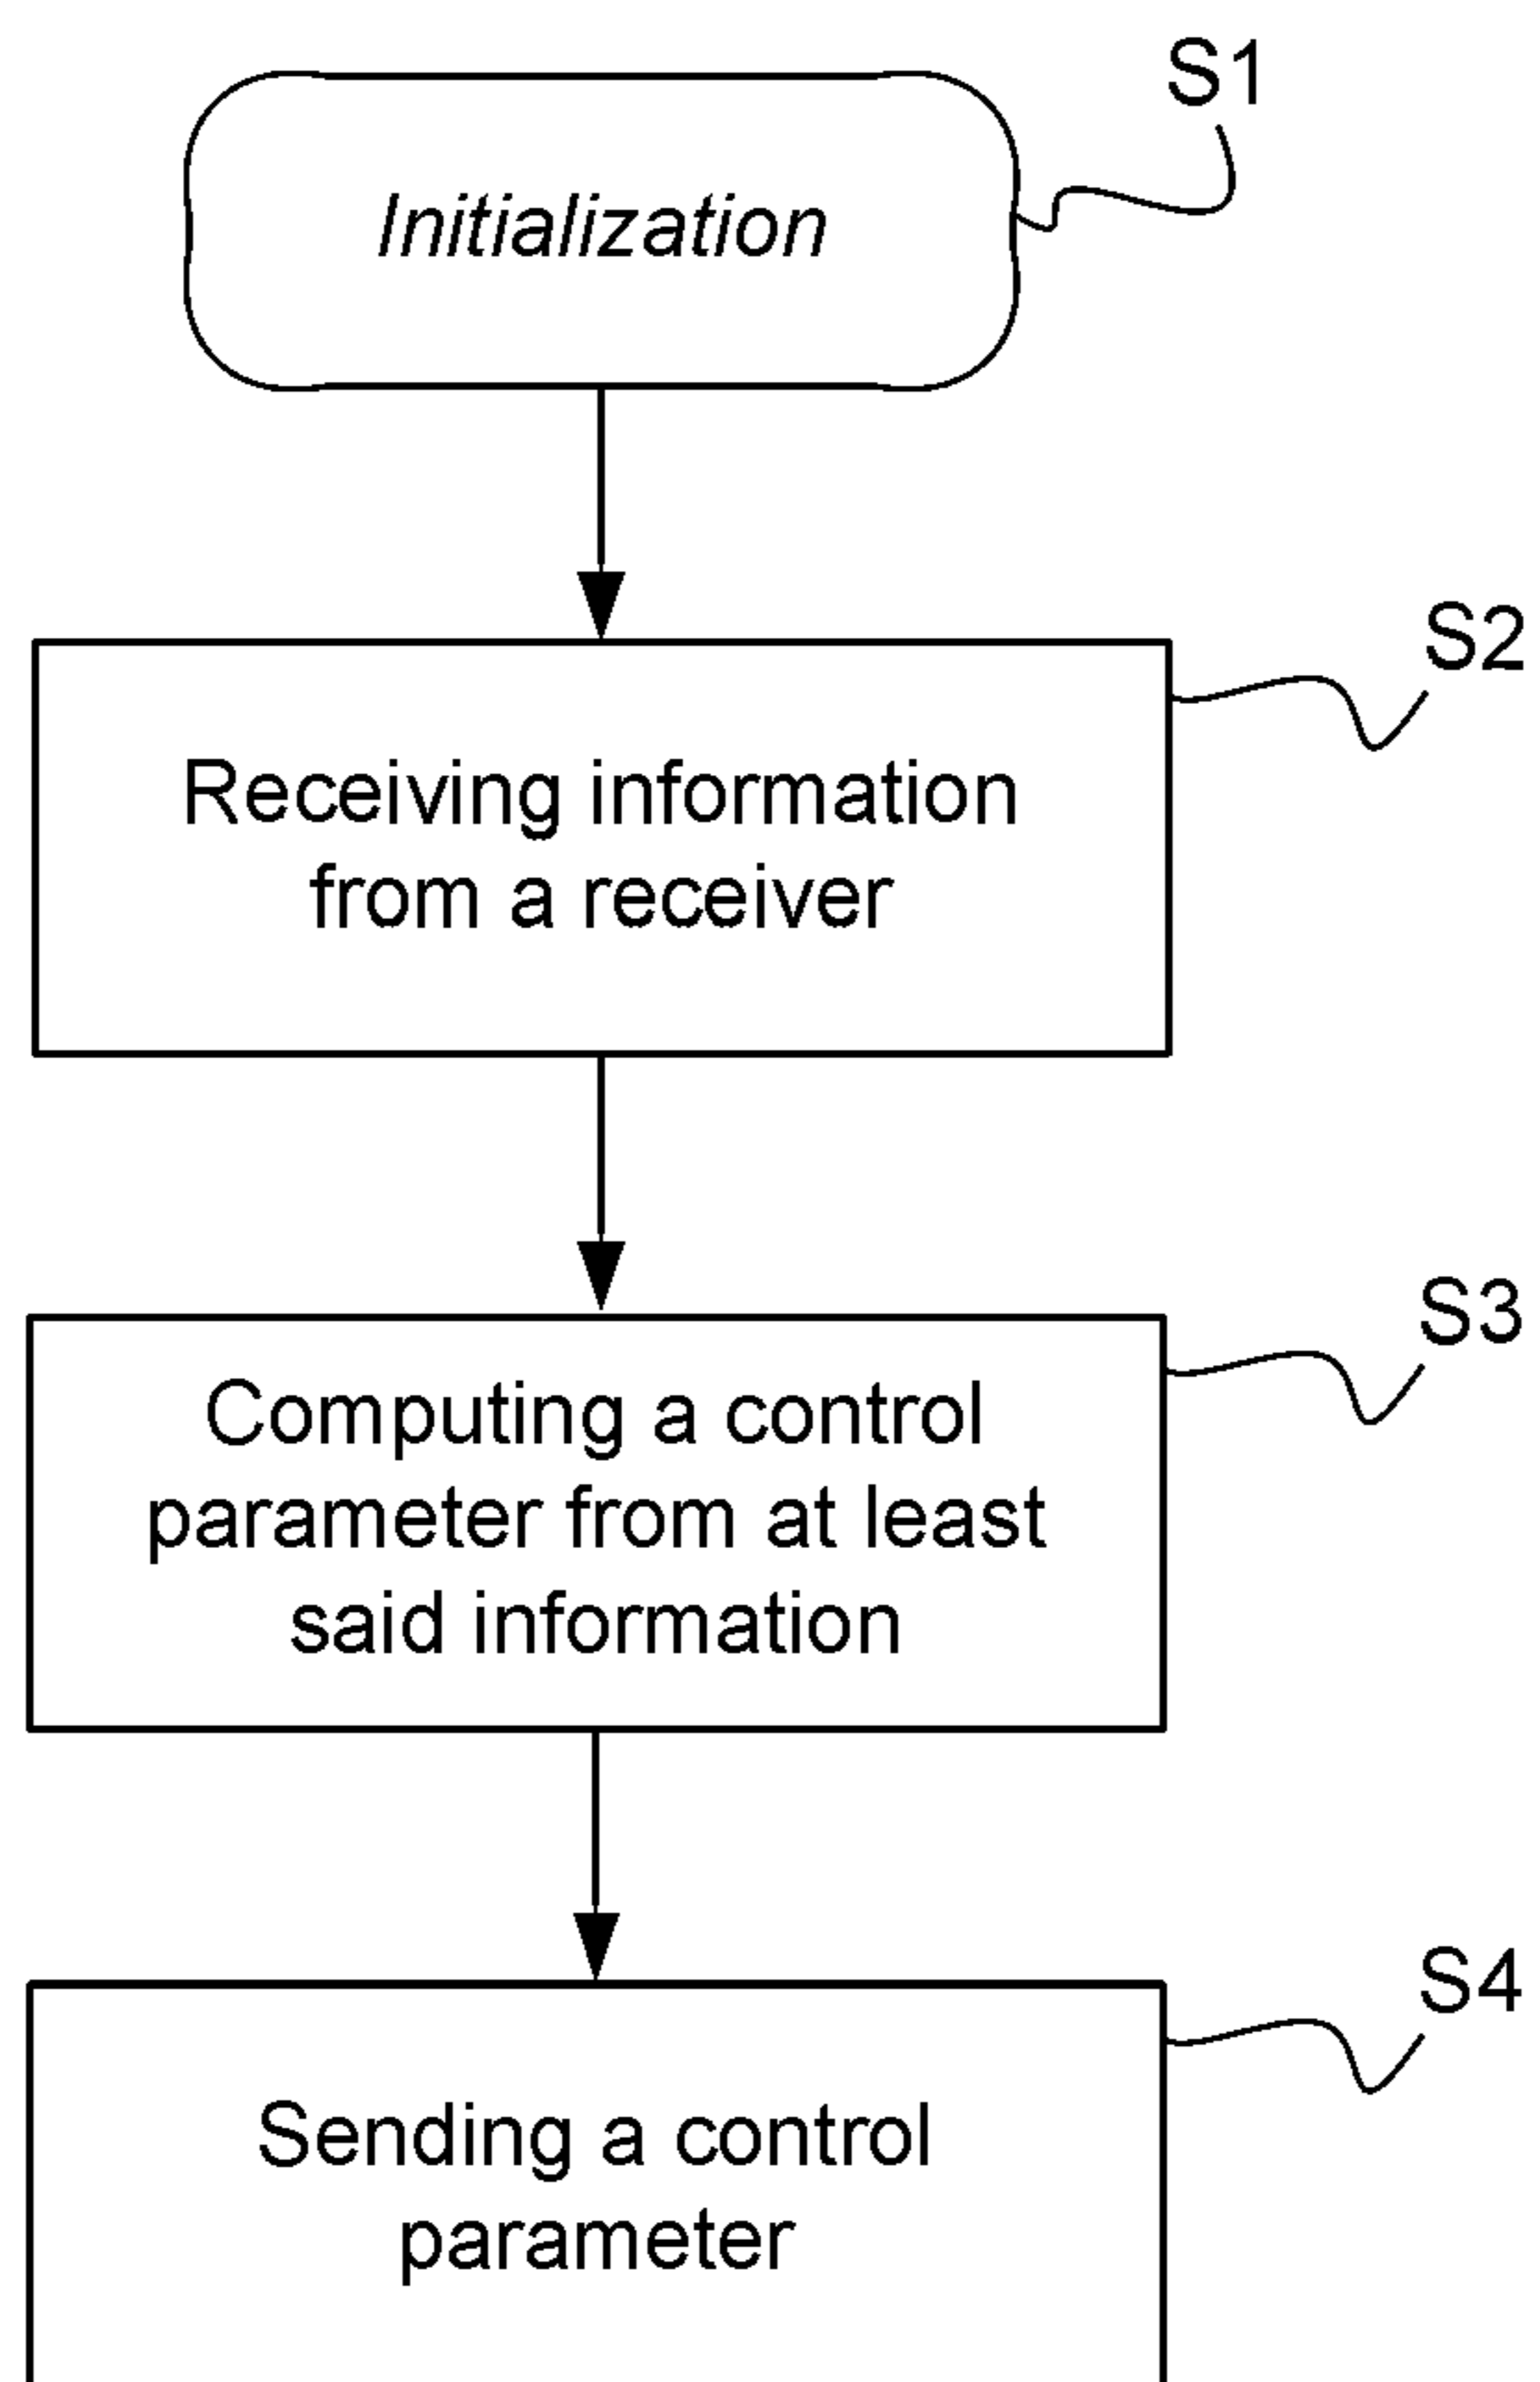 S1
Initialization
S2
Receiving information
from a receiver
S3
Computing a control
parameter from at least
said information
S4
Sending a control
parameter